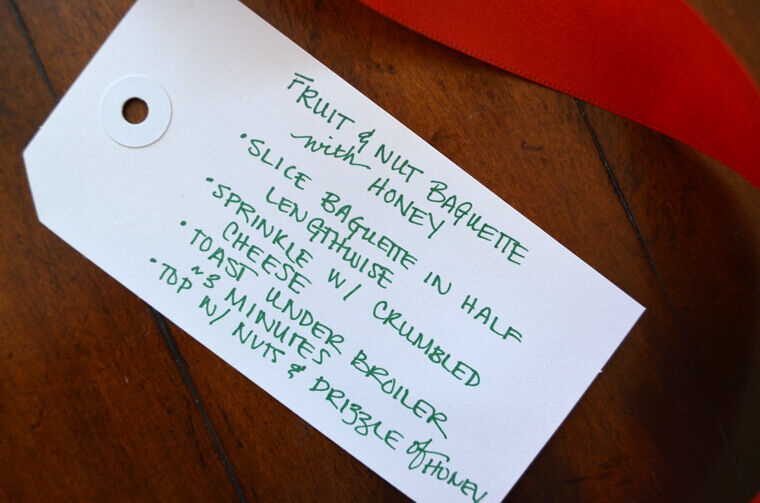 FRUIT & NUT BAGUETTE
with HONEY
• SLICE BAGUETTE IN HALF
LENGTHWISE
• SPRINKLE W/ CRUMBLED
CHEESE
• TOAST UNDER BROILER
~3 MINUTES
• TOP W/ NUTS & DRIZZLE of HONEY